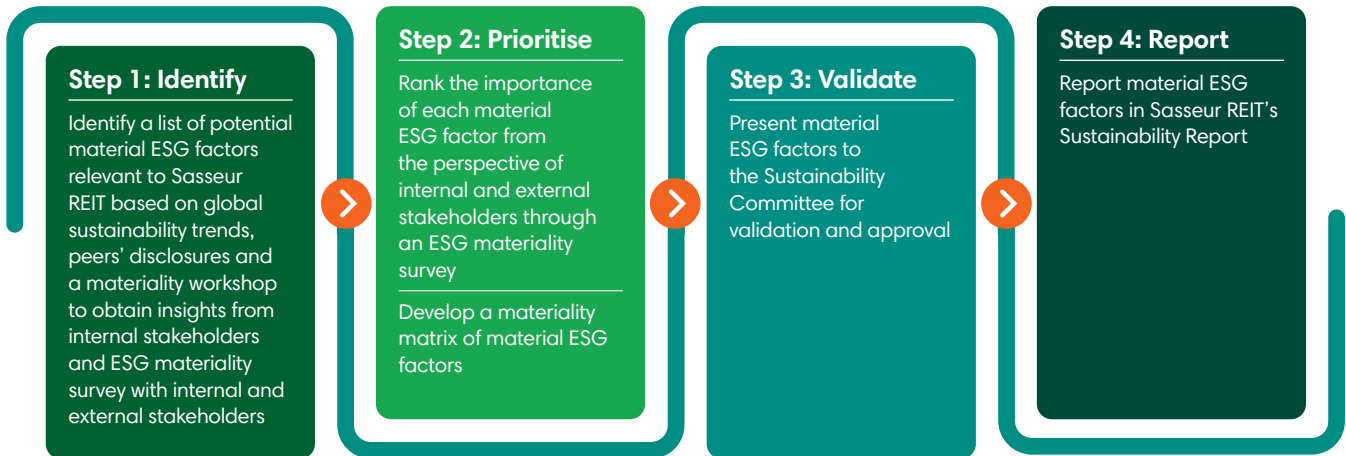 Step 1: Identify
Identify a list of potential
material ESG factors
relevant to Sasseur
REIT based on global
sustainability trends,
peers’ disclosures and
a materiality workshop
to obtain insights from
internal stakeholders
and ESG materiality
survey with internal and
external stakeholders
Step 2: Prioritise
Rank the importance
of each material
ESG factor from
the perspective of
internal and external
stakeholders through
an ESG materiality
survey
Develop a materiality
matrix of material ESG
factors
Step 3: Validate
Present material
ESG factors to
the Sustainability
Committee for
validation and approval
Step 4: Report
Report material ESG
factors in Sasseur REIT’s
Sustainability Report